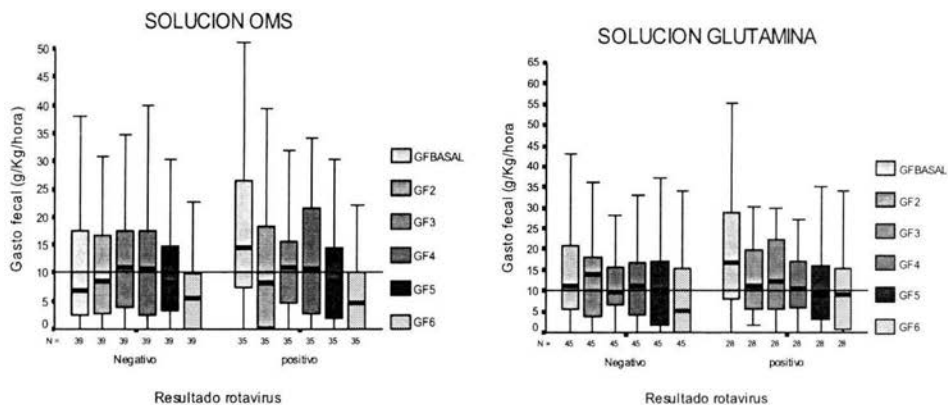 SOLUCION OMS
Gasto fecal (g/Kg/hora)
50
45
40
35
30
25
20
15
10
5
0
N = 39 39 39 39 39 39 35 35 35 35 35 35
Negativo positivo
Resultado rotavirus
GFBASAL
GF2
GF3
GF4
GF5
GF6
SOLUCION GLUTAMINA
Gasto fecal (g/Kg/hora)
65
60
55
50
45
40
35
30
25
20
15
10
5
0
N = 45 45 45 45 45 45 28 28 28 28 28 28
Negativo positivo
Resultado rotavirus
GFBASAL
GF2
GF3
GF4
GF5
GF6